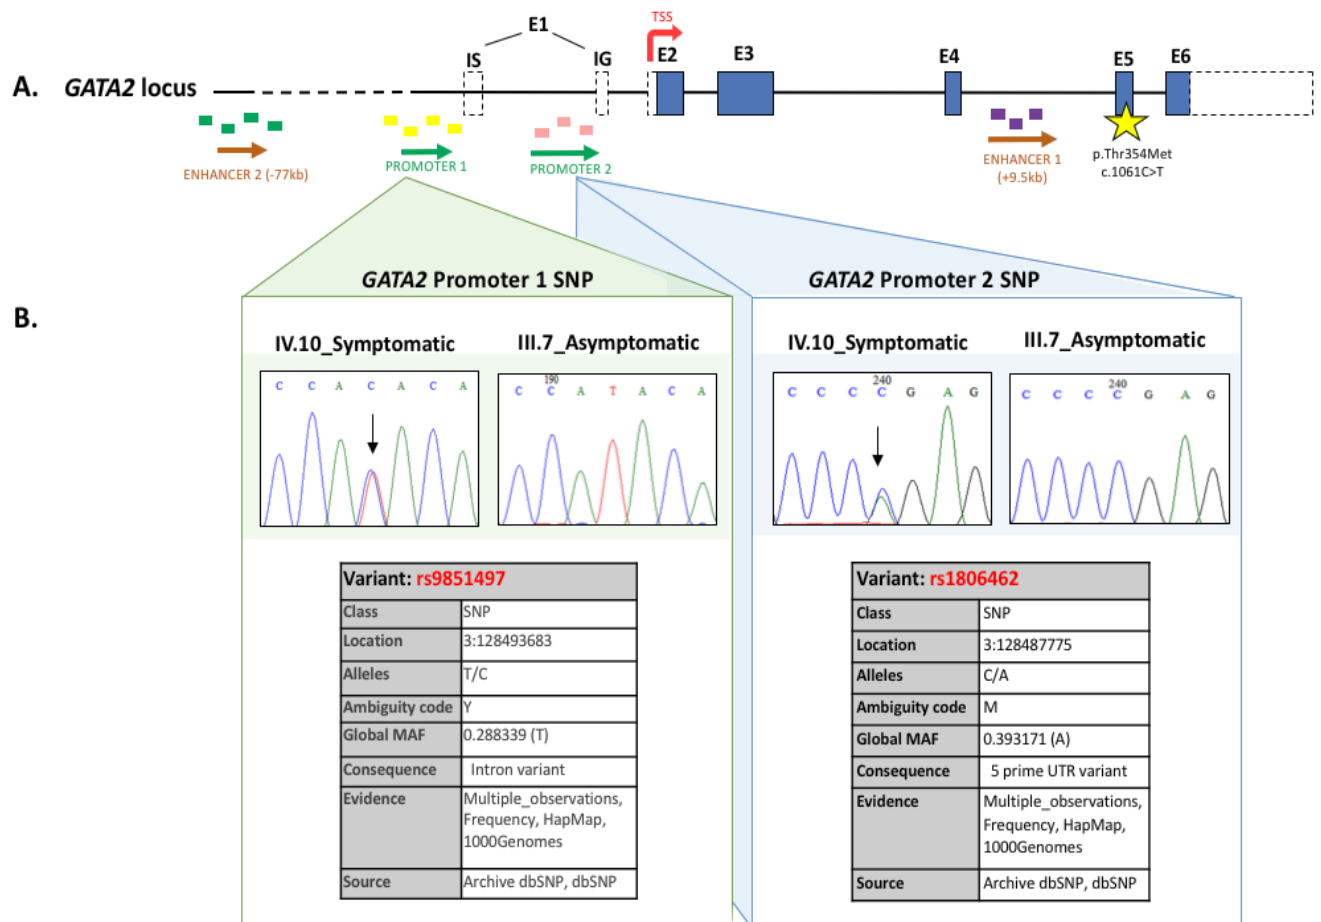 A.
GATA2 locus
E1
IS
IG
TSS
E2
E3
E4
E5
E6
ENHANCER 2 (-77kb)
PROMOTER 1
PROMOTER 2
ENHANCER 1
(+9.5kb)
p.Thr354Met
c.1061C>T
B.
GATA2 Promoter 1 SNP
IV.10_Symptomatic
III.7_Asymptomatic
C C A C A C A
190
C C A T A C A
Variant: rs9851497
Class SNP
Location 3:128493683
Alleles T/C
Ambiguity code Y
Global MAF 0.288339 (T)
Consequence Intron variant
Evidence Multiple_observations,
Frequency, HapMap,
1000Genomes
Source Archive dbSNP, dbSNP
GATA2 Promoter 2 SNP
IV.10_Symptomatic
III.7_Asymptomatic
240
C C C C G A G
240
C C C C G A G
Variant: rs1806462
Class SNP
Location 3:128487775
Alleles C/A
Ambiguity code M
Global MAF 0.393171 (A)
Consequence 5 prime UTR variant
Evidence Multiple_observations,
Frequency, HapMap,
1000Genomes
Source Archive dbSNP, dbSNP